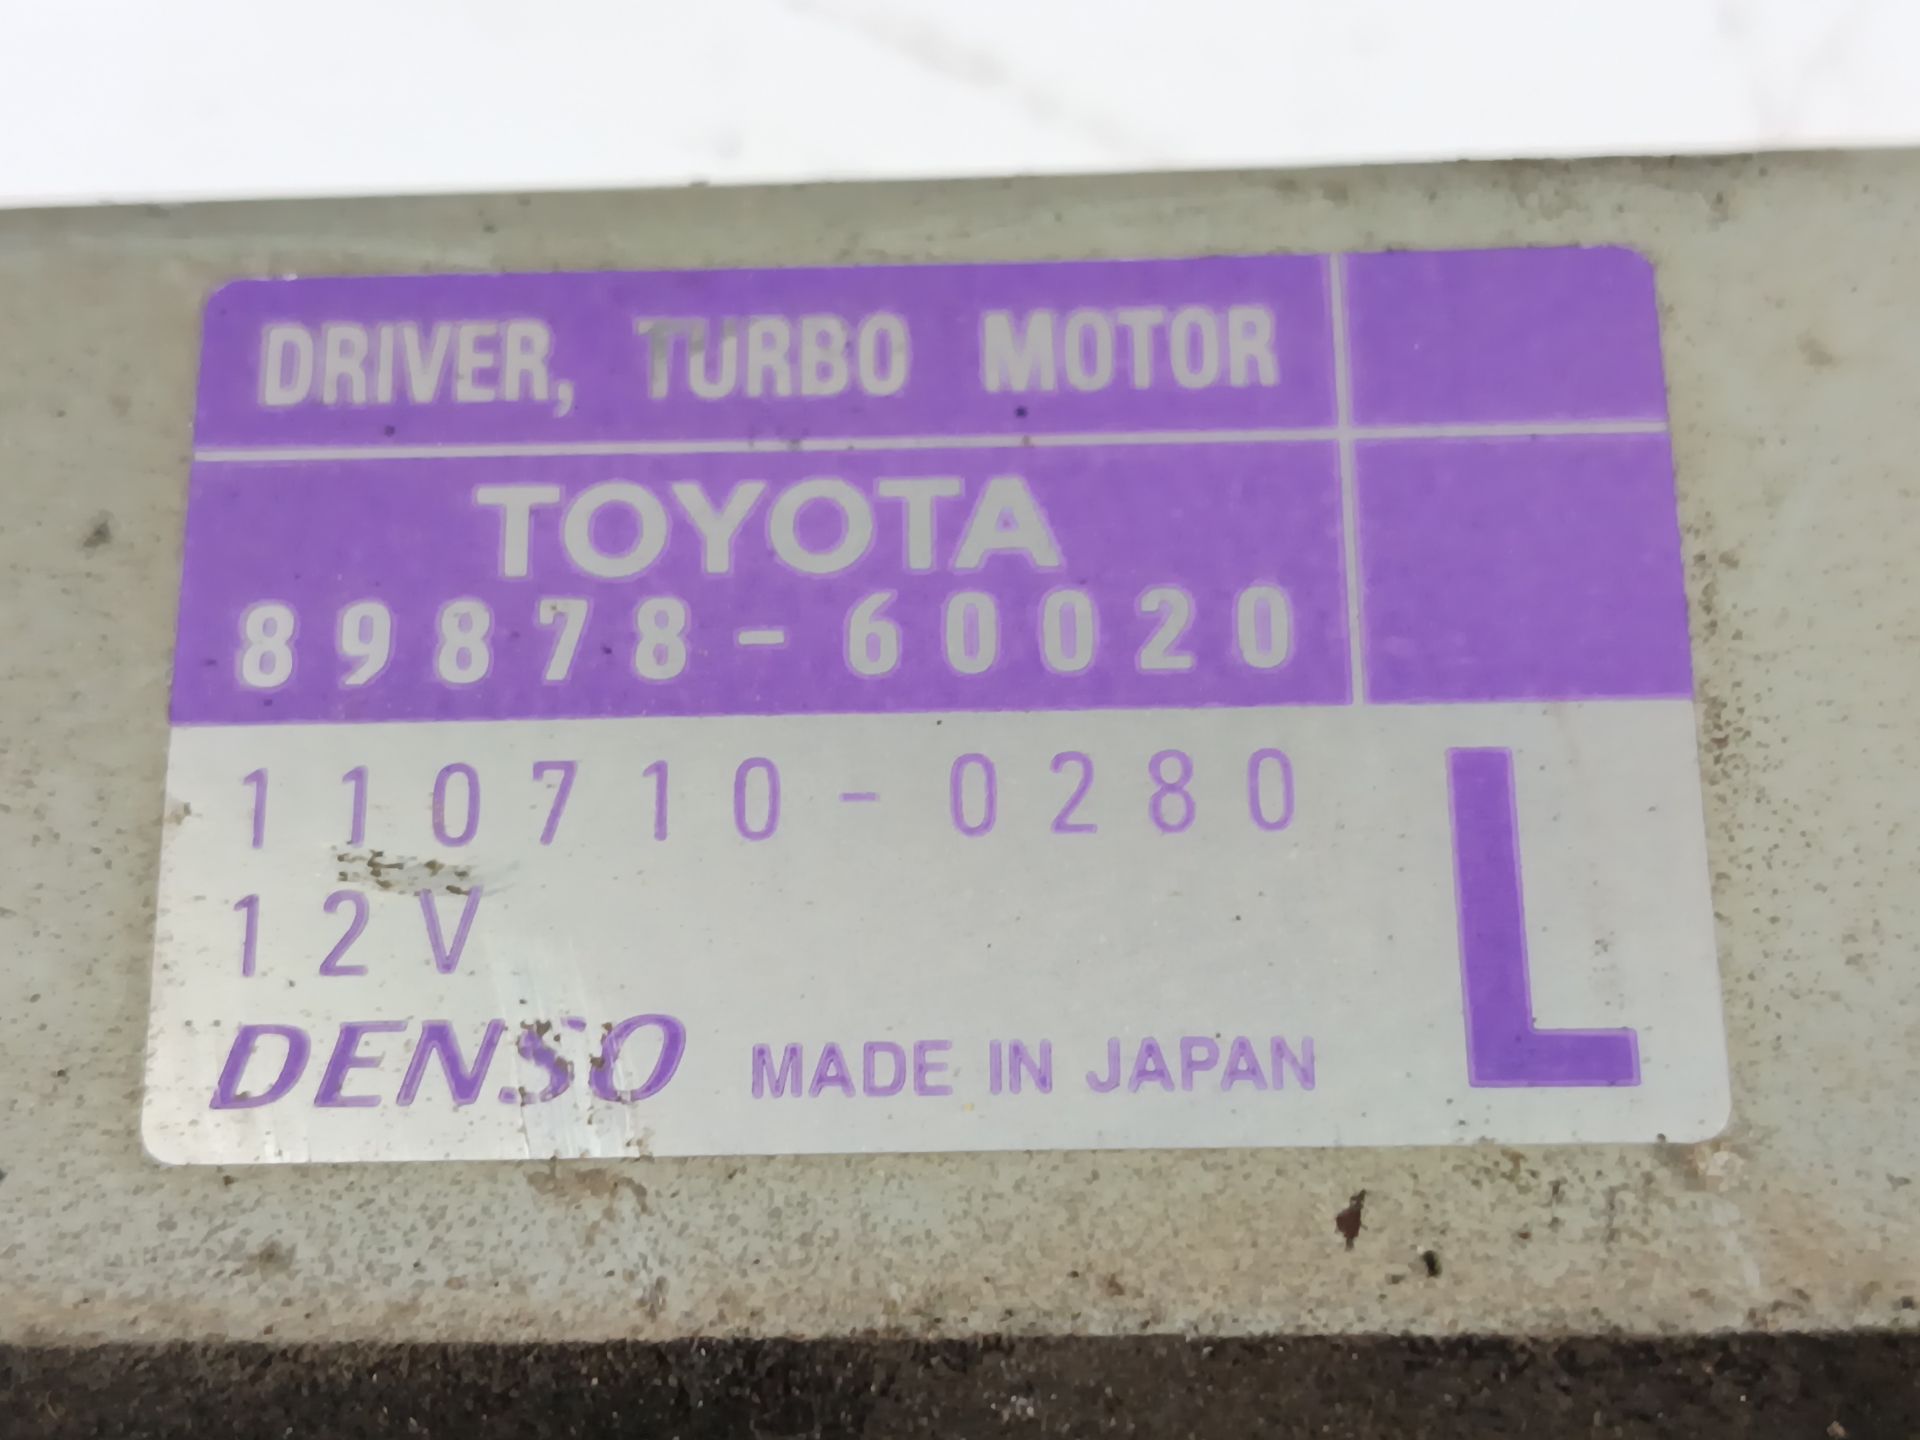 DRIVER, TURBO MOTOR
TOYOTA
89878-60020
110710-0280
12V
L
DENSO MADE IN JAPAN